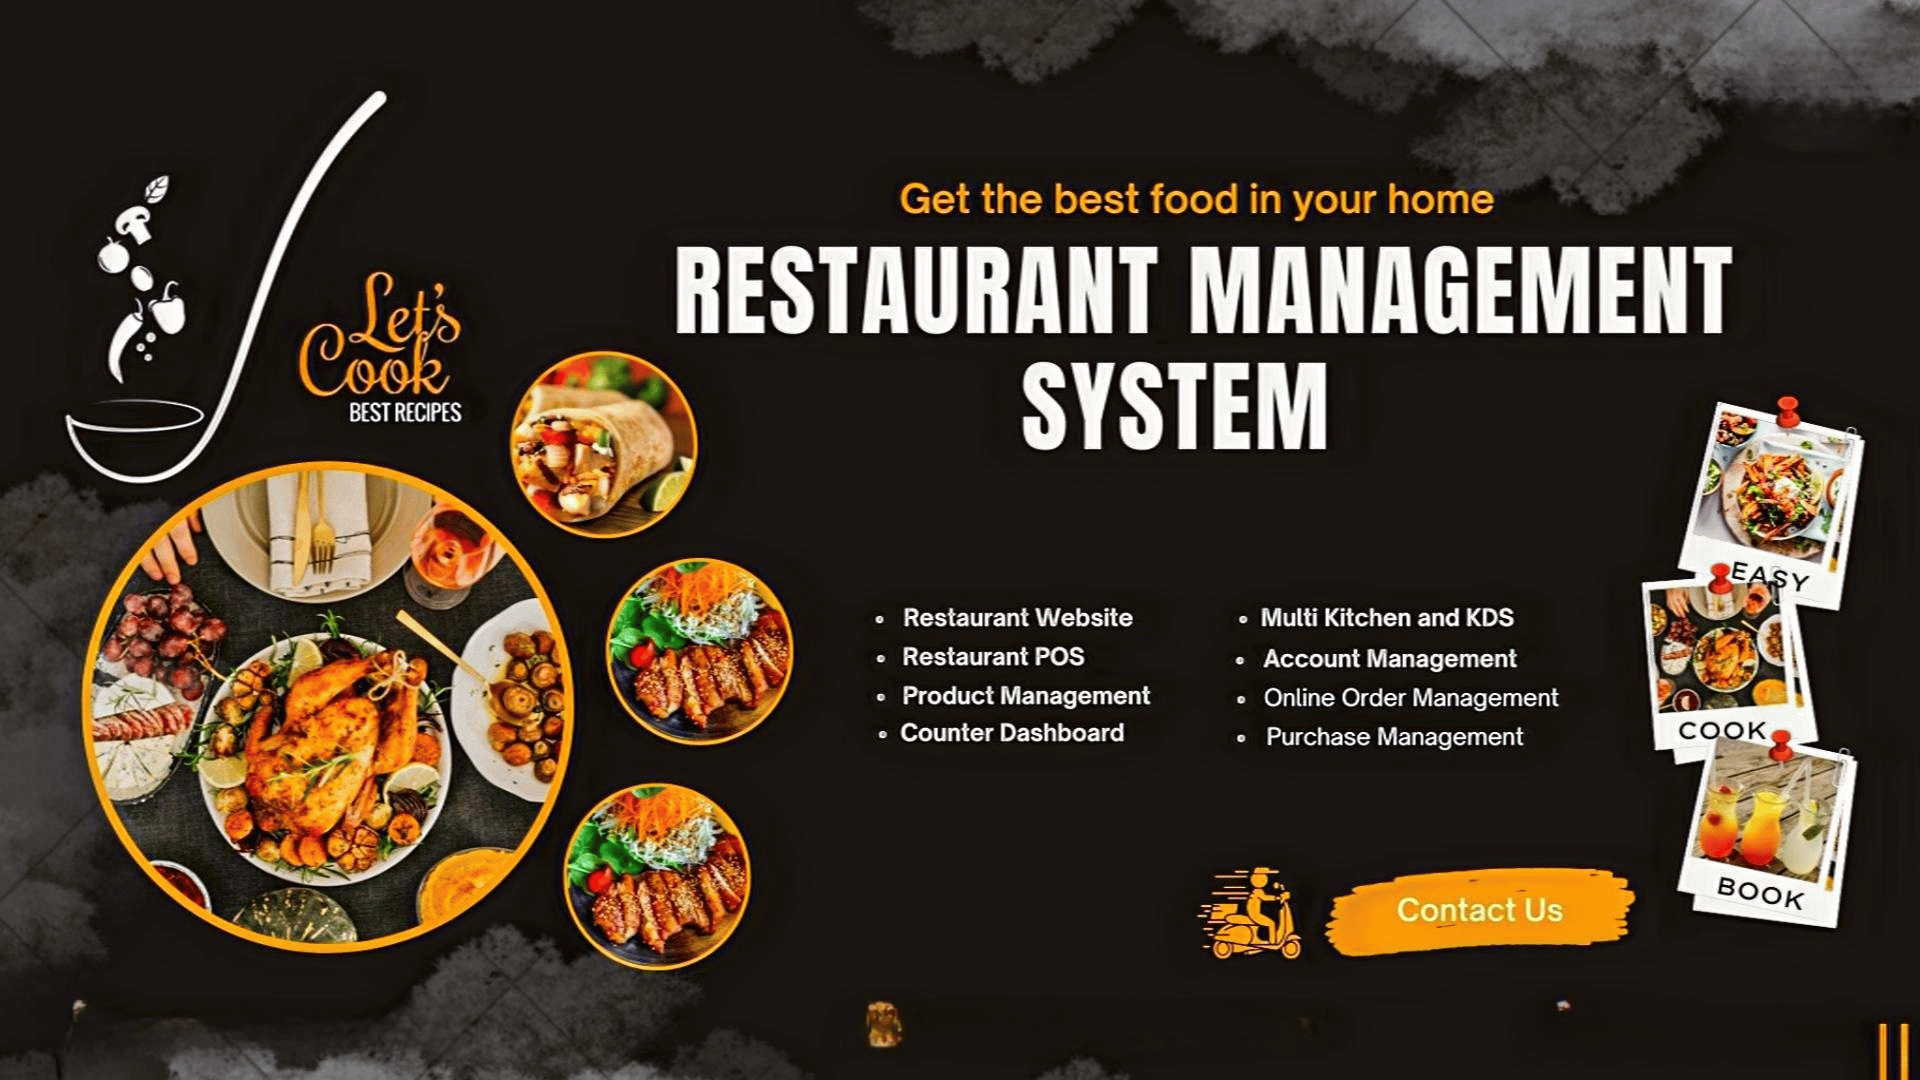 Get the best food in your home
RESTAURANT MANAGEMENT
SYSTEM
Let's
Cook
BEST RECIPES
Restaurant Website
Restaurant POS
Product Management
Counter Dashboard
Multi Kitchen and KDS
Account Management
Online Order Management
Purchase Management
EASY
COOK
BOOK
Contact Us